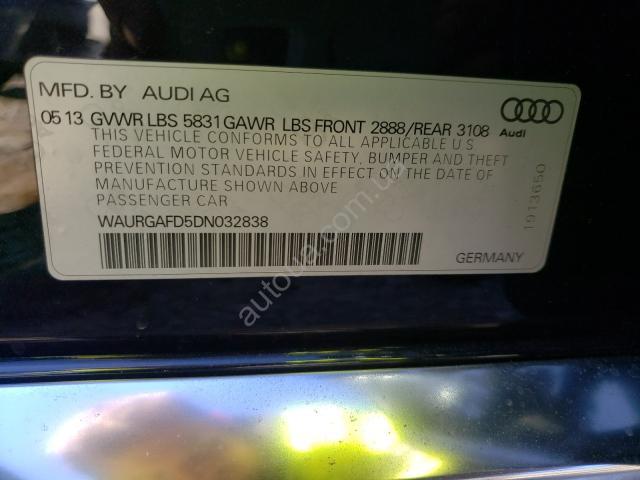 MFD. BY AUDI AG
05 13 GVWR LBS 5831 GAWR LBS FRONT 2888/REAR 3108
Audi
THIS VEHICLE CONFORMS TO ALL APPLICABLE U S
FEDERAL MOTOR VEHICLE SAFETY, BUMPER AND THEFT
PREVENTION STANDARDS IN EFFECT ON THE DATE OF
MANUFACTURE SHOWN ABOVE
PASSENGER CAR
WAURGAFD5DN032838
GERMANY
1913650
autoua.com.ua